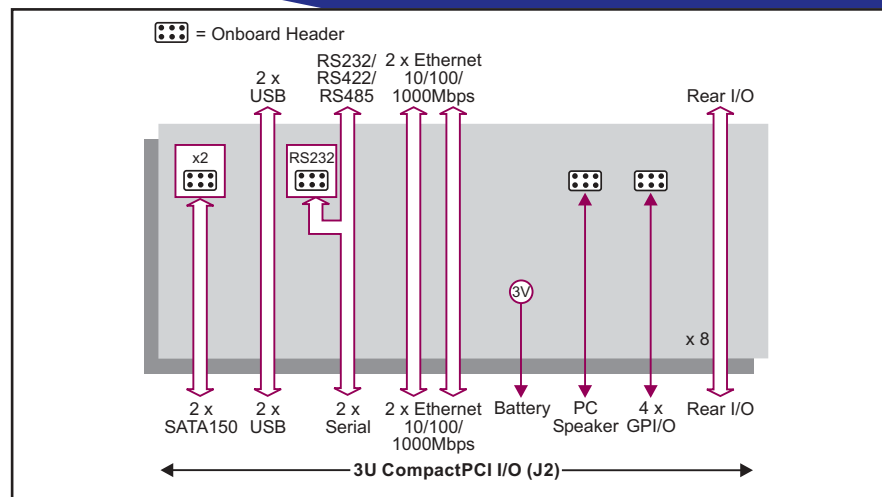 = Onboard Header
2 x
USB
RS232/
RS422/
RS485
2 x Ethernet
10/100/
1000Mbps
Rear I/O
x2
RS232
3V
x 8
2 x
SATA150
2 x
USB
2 x
Serial
2 x Ethernet
10/100/
1000Mbps
Battery
PC
Speaker
4 x
GPI/O
Rear I/O
3U CompactPCI I/O (J2)